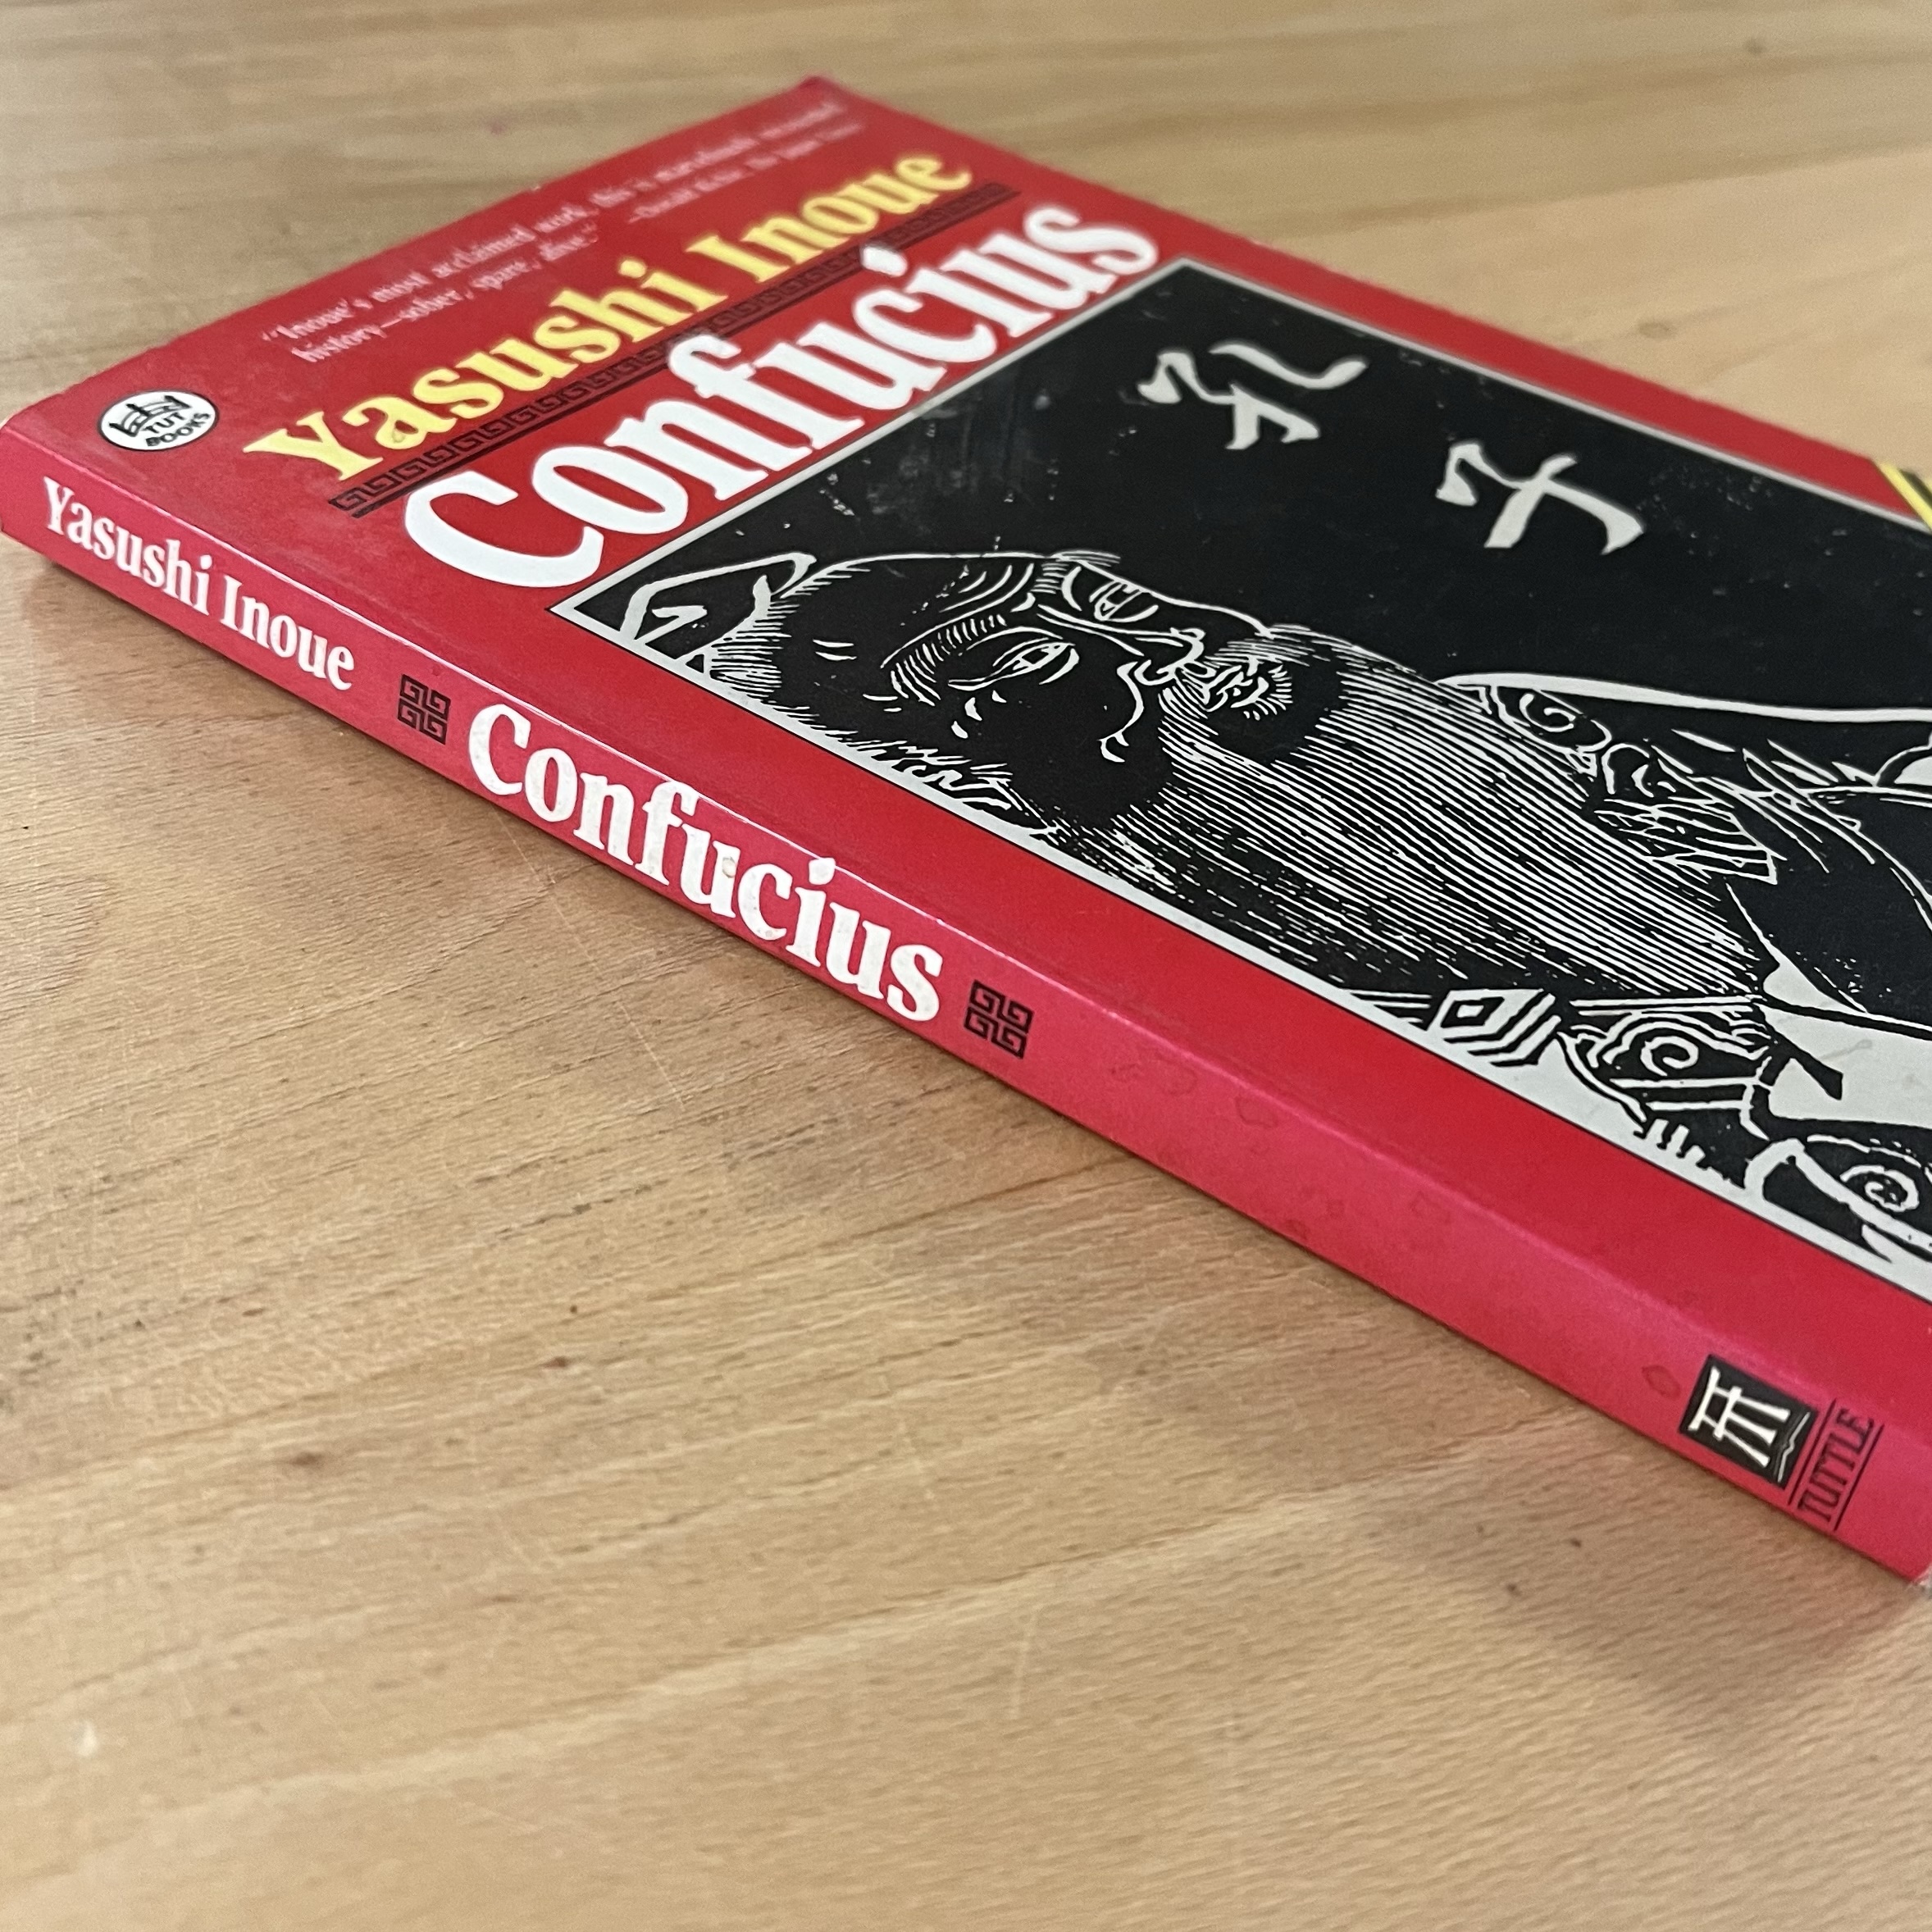 "Inoue's most acclaimed work, this is marvelously
history—sober, spare, alive."
Yasushi Inoue
Confucius
孔
子
TUT
BOOKS
Yasushi Inoue
Confucius
TUTTLE